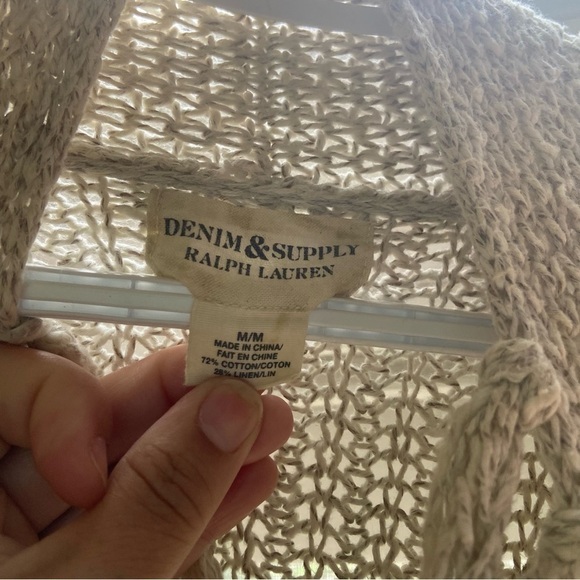 DENIM & SUPPLY
RALPH LAUREN
M/M
MADE IN CHINA/
FAIT EN CHINE
72% COTTON/COTON
28% LINEN/LIN